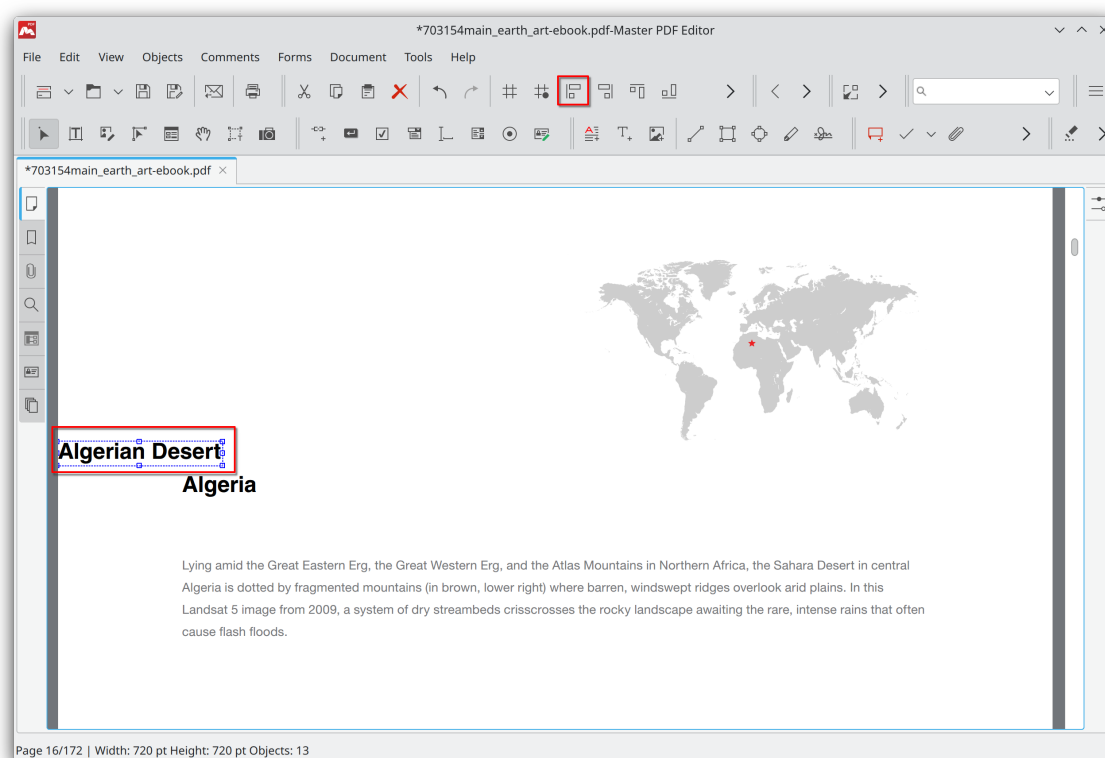 *703154main_earth_art-ebook.pdf-Master PDF Editor
File Edit View Objects Comments Forms Document Tools Help
*703154main_earth_art-ebook.pdf
Algerian Desert
Algeria
Lying amid the Great Eastern Erg, the Great Western Erg, and the Atlas Mountains in Northern Africa, the Sahara Desert in central
Algeria is dotted by fragmented mountains (in brown, lower right) where barren, windswept ridges overlook arid plains. In this
Landsat 5 image from 2009, a system of dry streambeds crisscrosses the rocky landscape awaiting the rare, intense rains that often
cause flash floods.
Page 16/172 | Width: 720 pt Height: 720 pt Objects: 13